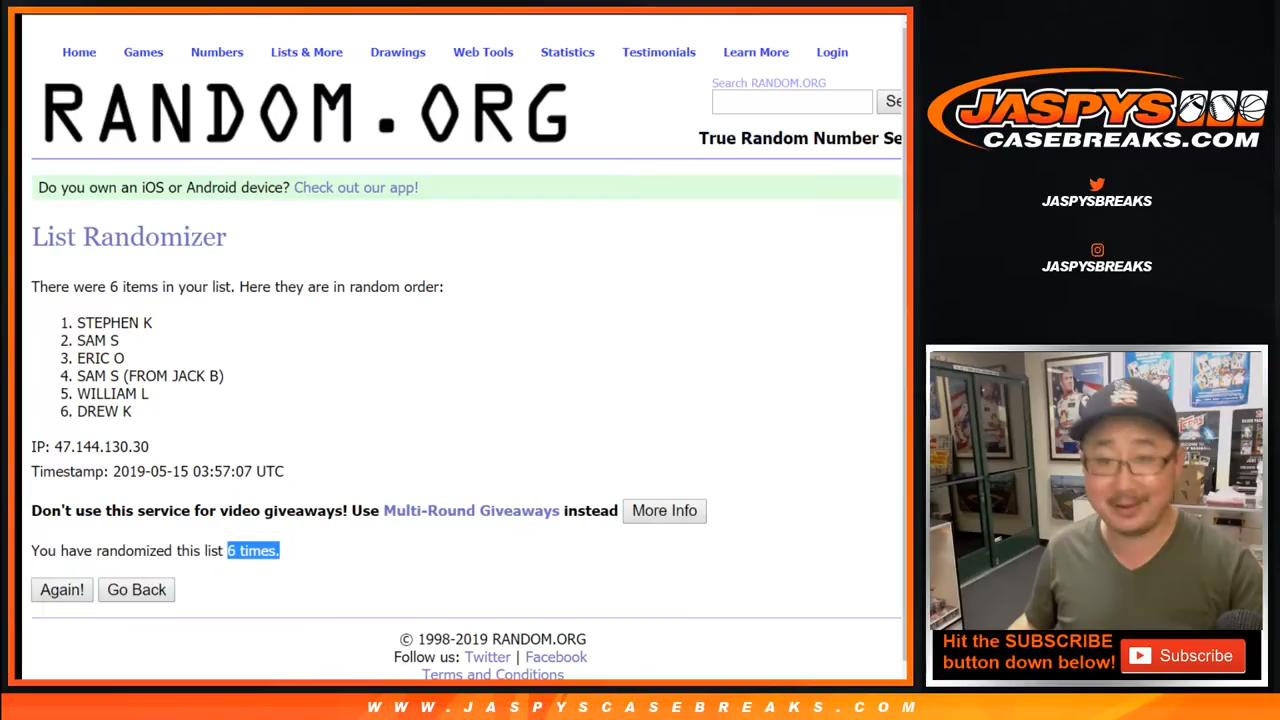 Home Games Numbers Lists & More Drawings Web Tools Statistics Testimonials Learn More Login
RANDOM.ORG
Search RANDOM.ORG
Se
True Random Number Se
Do you own an iOS or Android device? Check out our app!
List Randomizer
There were 6 items in your list. Here they are in random order:
1. STEPHEN K
2. SAM S
3. ERIC O
4. SAM S (FROM JACK B)
5. WILLIAM L
6. DREW K
IP: 47.144.130.30
Timestamp: 2019-05-15 03:57:07 UTC
Don't use this service for video giveaways! Use Multi-Round Giveaways instead More Info
You have randomized this list 6 times.
Again! Go Back
© 1998-2019 RANDOM.ORG
Follow us: Twitter | Facebook
Terms and Conditions
JASPYS
CASEBREAKS.COM
JASPYSBREAKS
JASPYSBREAKS
Hit the SUBSCRIBE
button down below!
Subscribe
WWW.JASPYSCASEBREAKS.COM